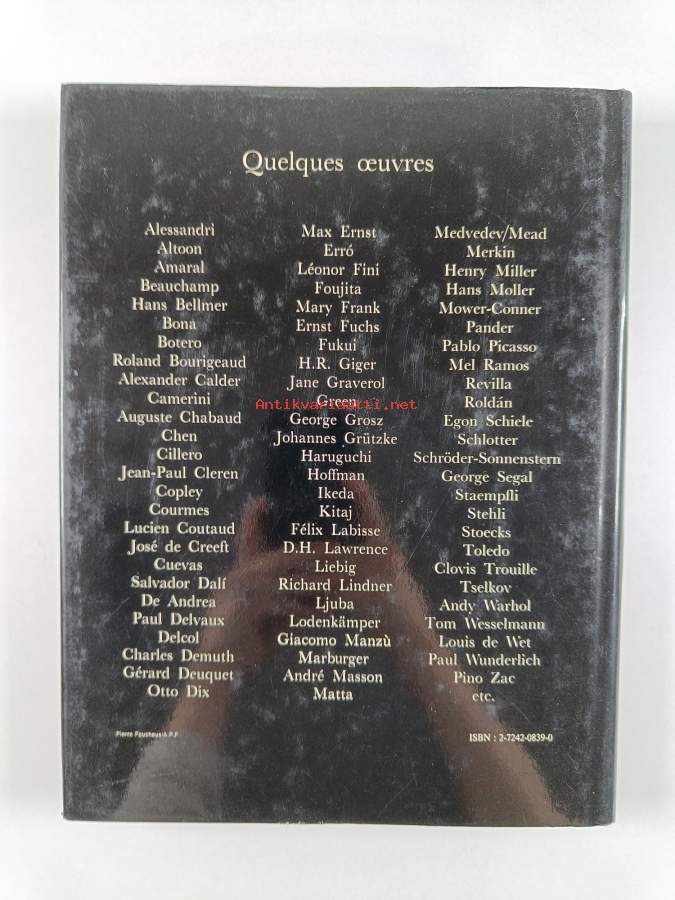 Quelques œuvres
Alessandri
Altoon
Amaral
Beauchamp
Hans Bellmer
Bona
Botero
Roland Bourigeaud
Alexander Calder
Camerini
Auguste Chabaud
Chen
Cillero
Jean-Paul Cleren
Copley
Courmes
Lucien Coutaud
José de Creeft
Cuevas
Salvador Dalí
De Andrea
Paul Delvaux
Delcol
Charles Demuth
Gérard Deuquet
Otto Dix
Max Ernst
Erró
Léonor Fini
Foujita
Mary Frank
Ernst Fuchs
Fukui
H.R. Giger
Jane Graverol
Green
George Grosz
Johannes Grützke
Haruguchi
Hoffman
Ikeda
Kitaj
Félix Labisse
D.H. Lawrence
Liebig
Richard Lindner
Ljuba
Lodenkämper
Giacomo Manzù
Marburger
André Masson
Matta
Medvedev/Mead
Merkin
Henry Miller
Hans Moller
Mower-Conner
Pander
Pablo Picasso
Mel Ramos
Revilla
Roldán
Egon Schiele
Schlotter
Schröder-Sonnenstern
George Segal
Staempfli
Stehli
Stoecks
Toledo
Clovis Trouille
Tselkov
Andy Warhol
Tom Wesselmann
Louis de Wet
Paul Wunderlich
Pino Zac
etc.
Pierre Faucheux/A.P.F.
ISBN : 2-7242-0839-0
Antikvariaatti.net